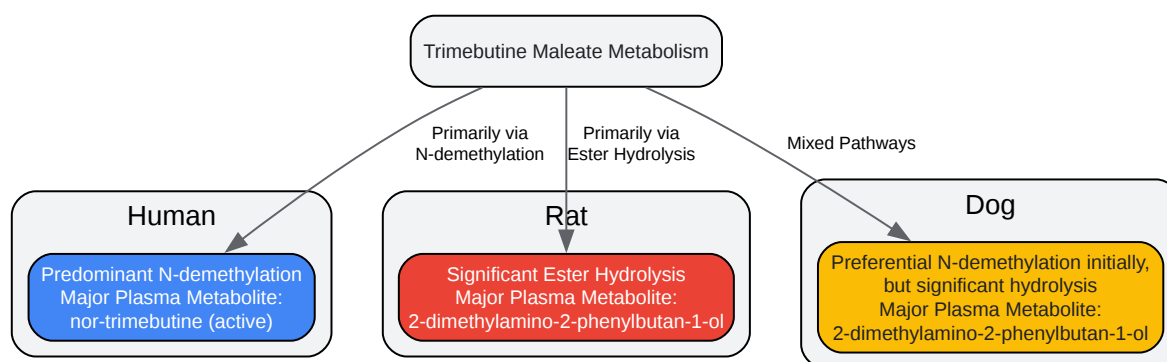 Trimebutine Maleate Metabolism
Primarily via
N-demethylation
Primarily via
Ester Hydrolysis
Mixed Pathways
Human
Predominant N-demethylation
Major Plasma Metabolite:
nor-trimebutine (active)
Rat
Significant Ester Hydrolysis
Major Plasma Metabolite:
2-dimethylamino-2-phenylbutan-1-ol
Dog
Preferential N-demethylation initially,
but significant hydrolysis
Major Plasma Metabolite:
2-dimethylamino-2-phenylbutan-1-ol